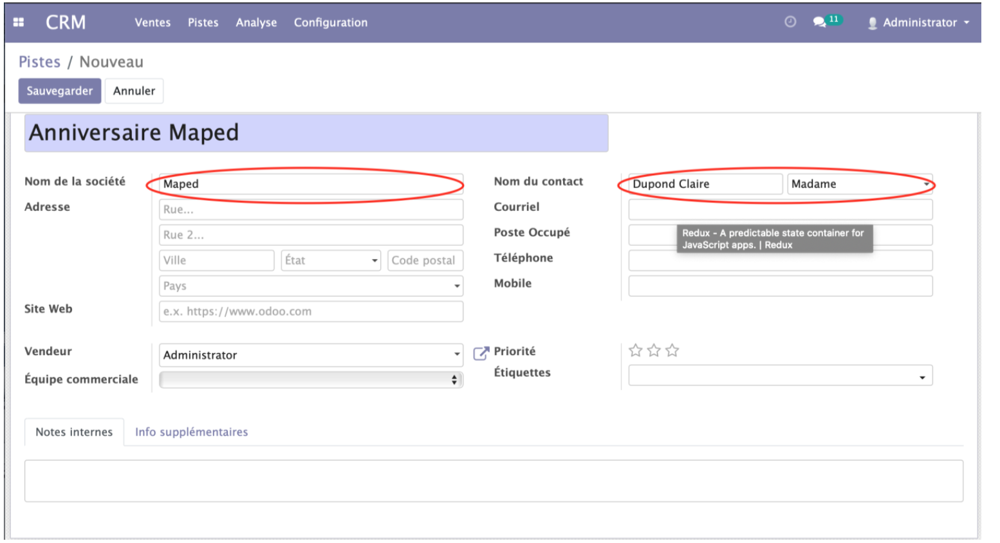 CRM Ventes Pistes Analyse Configuration 11 Administrator
Pistes / Nouveau
Sauvegarder Annuler
Anniversaire Maped
Nom de la société Maped Nom du contact Dupond Claire Madame
Adresse Rue... Courriel
Rue 2... Poste Occupé
Redux - A predictable state container for
JavaScript apps. | Redux
Ville État Code postal Téléphone
Pays Mobile
Site Web e.x. https://www.odoo.com
Vendeur Administrator Priorité
Équipe commerciale Étiquettes
Notes internes Info supplémentaires